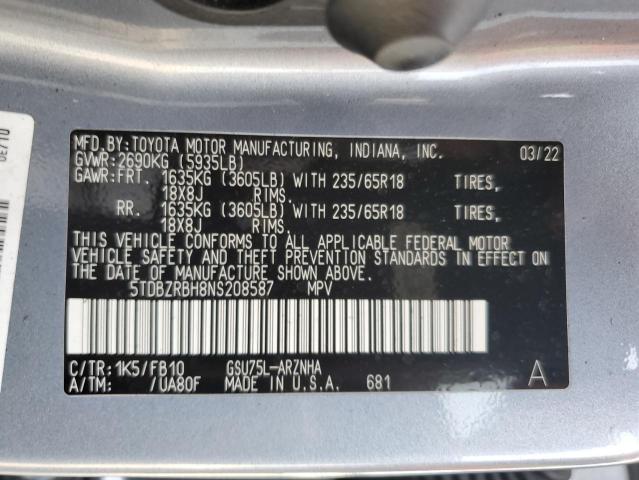 MFD.BY:TOYOTA MOTOR MANUFACTURING, INDIANA, INC. 03/22
GVWR:2690KG (5935LB)
GAWR:FRT. 1635KG (3605LB) WITH 235/65R18 TIRES,
18X8J RIMS.
RR. 1635KG (3605LB) WITH 235/65R18 TIRES,
18X8J RIMS.
THIS VEHICLE CONFORMS TO ALL APPLICABLE FEDERAL MOTOR
VEHICLE SAFETY AND THEFT PREVENTION STANDARDS IN EFFECT ON
THE DATE OF MANUFACTURE SHOWN ABOVE.
5TDBZRBH8NS208587 MPV
C/TR:1K5/FB10 GSU75L-ARZNHA
A/TM: /UA80F MADE IN U.S.A. 681 A